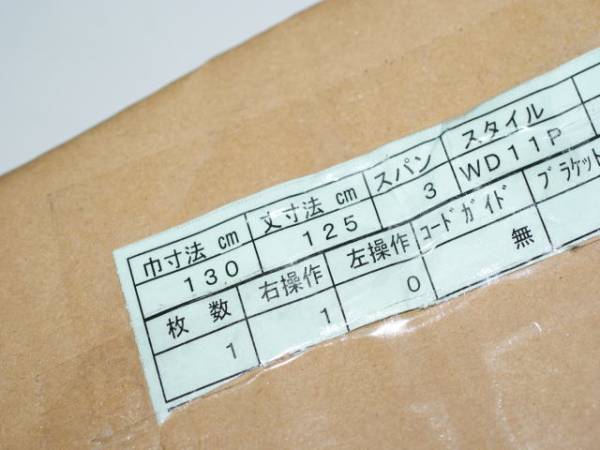 巾寸法 cm 丈寸法 cm スパン スタイル
130 125 3 WD11P
枚数 右操作 左操作 コードガイド ブラケット
1 1 0 無